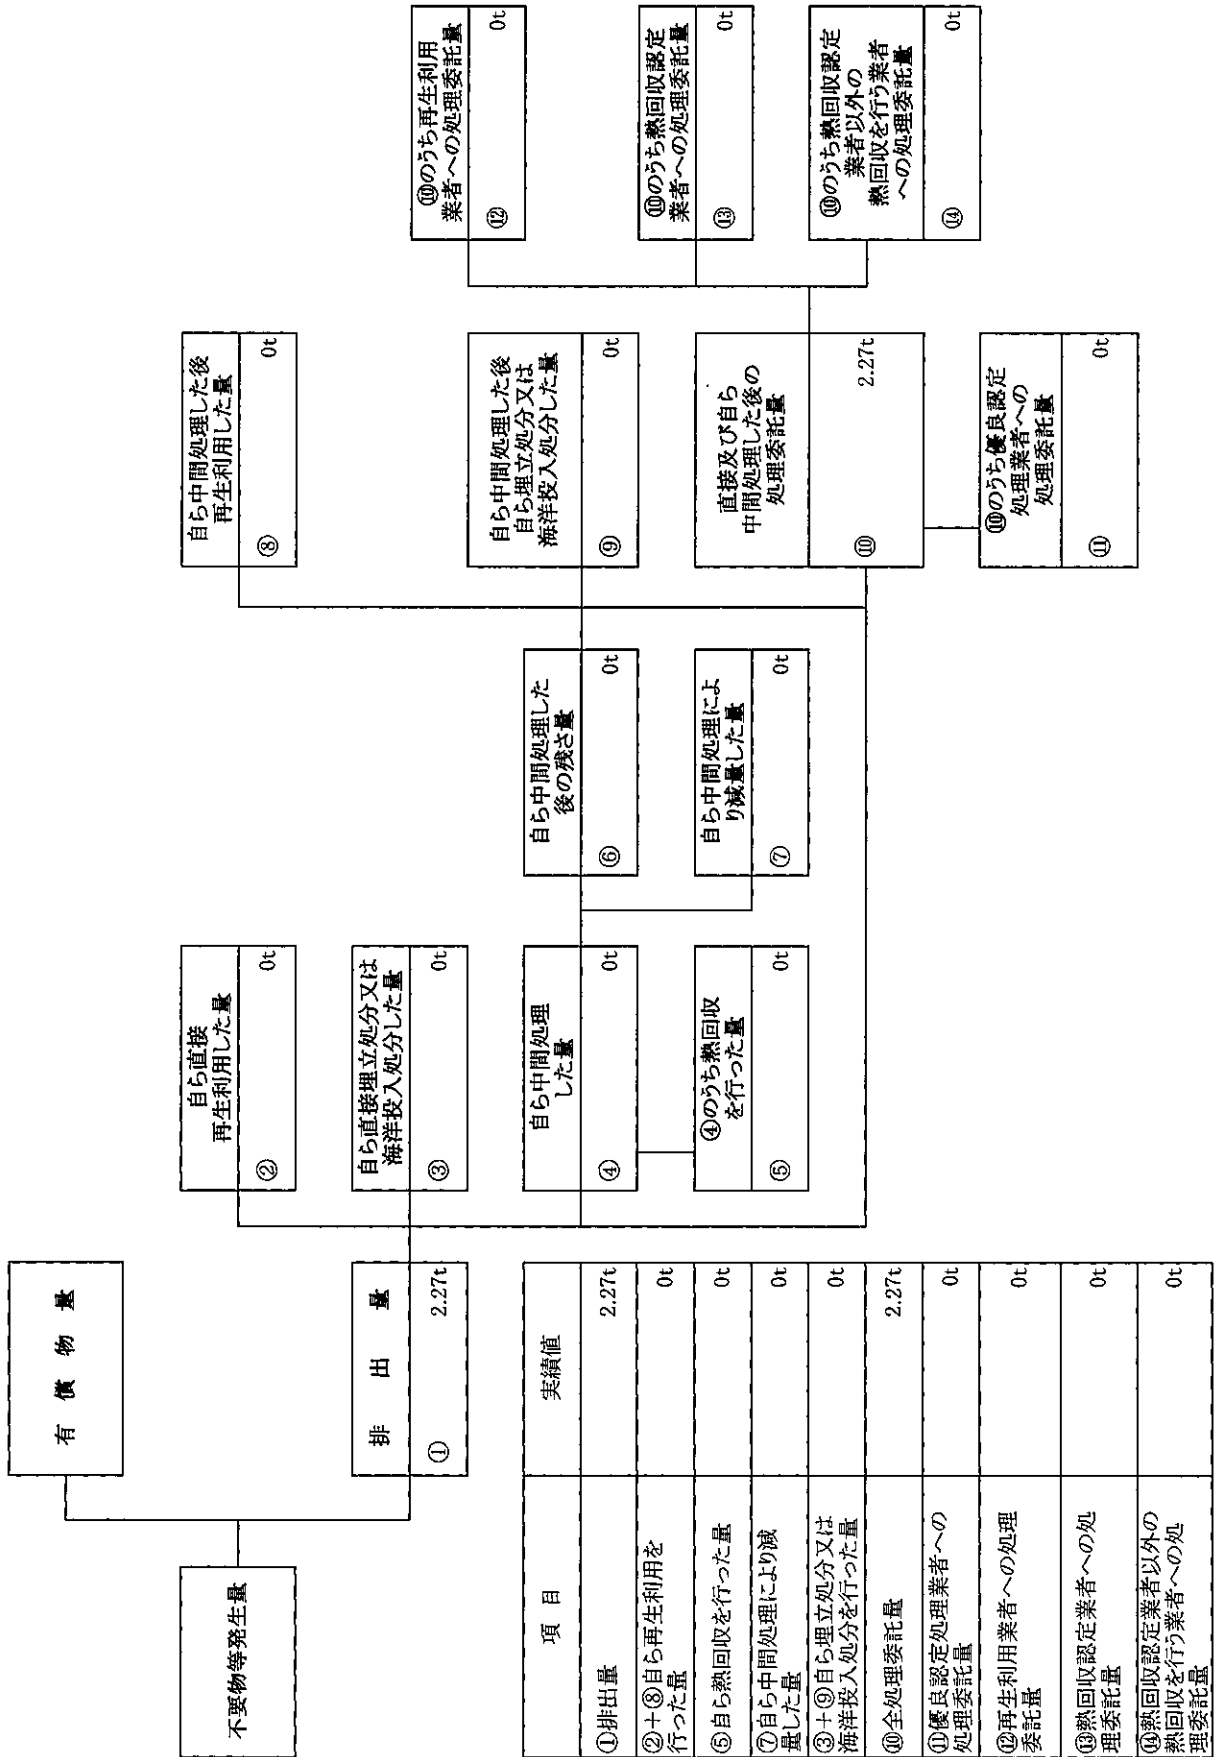 不要物等発生量
有償物量
排出量
① 2.27t
自ら直接
再生利用した量
② 0t
自ら直接埋立処分又は
海洋投入処分した量
③ 0t
自ら中間処理
した量
④ 0t
④のうち熱回収
を行った量
⑤ 0t
自ら中間処理した
後の残さ量
⑥ 0t
自ら中間処理によ
り減量した量
⑦ 0t
自ら中間処理した後
再生利用した量
⑧ 0t
自ら中間処理した後
自ら埋立処分又は
海洋投入処分した量
⑨ 0t
直接及び自ら
中間処理した後の
処理委託量
⑩ 2.27t
⑩のうち優良認定
処理業者への
処理委託量
⑪ 0t
⑩のうち再生利用
業者への処理委託量
⑫ 0t
⑩のうち熱回収認定
業者への処理委託量
⑬ 0t
⑩のうち熱回収認定
業者以外の
熱回収を行う業者
への処理委託量
⑭ 0t
項目 実績値
①排出量 2.27t
②+⑧自ら再生利用を
行った量 0t
⑤自ら熱回収を行った量 0t
⑦自ら中間処理により減
量した量 0t
③+⑨自ら埋立処分又は
海洋投入処分を行った量 0t
⑩全処理委託量 2.27t
⑪優良認定処理業者への
処理委託量 0t
⑫再生利用業者への処理
委託量 0t
⑬熱回収認定業者への処
理委託量 0t
⑭熱回収認定業者以外の
熱回収を行う業者への処
理委託量 0t